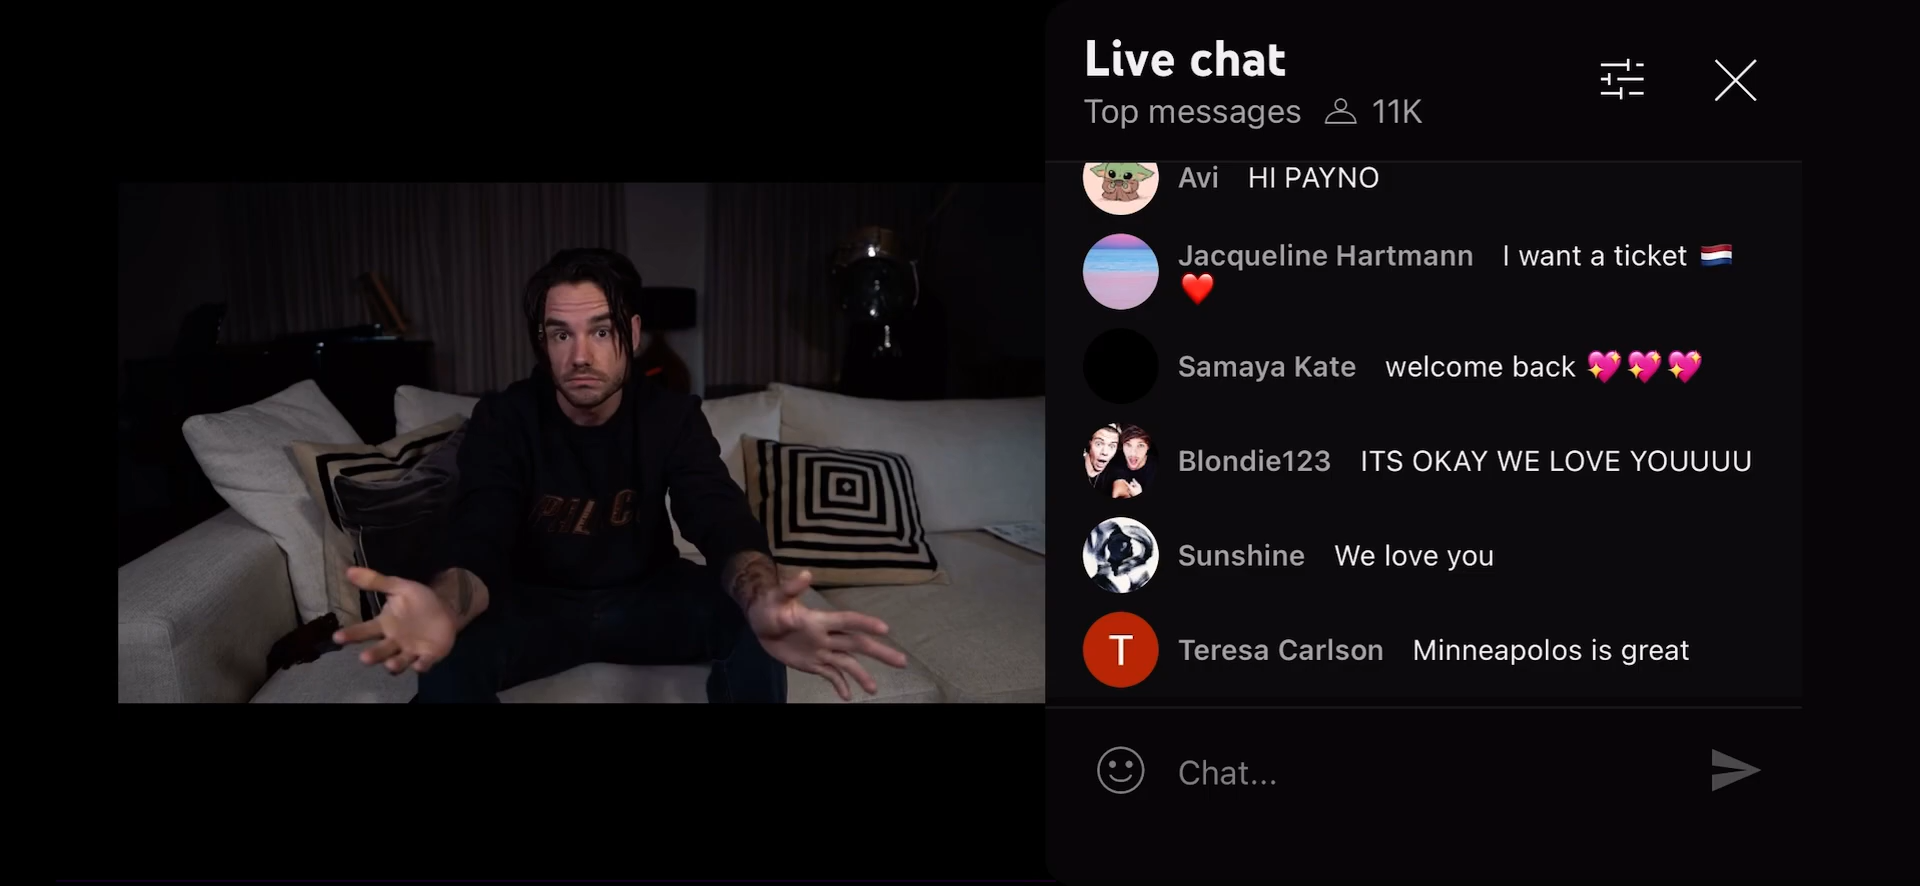 Live chat
Top messages 11K
Avi HI PAYNO
Jacqueline Hartmann I want a ticket 🇳🇱
❤️
Samaya Kate welcome back 💖💖💖
Blondie123 ITS OKAY WE LOVE YOUUUU
Sunshine We love you
T Teresa Carlson Minneapolos is great
Chat...